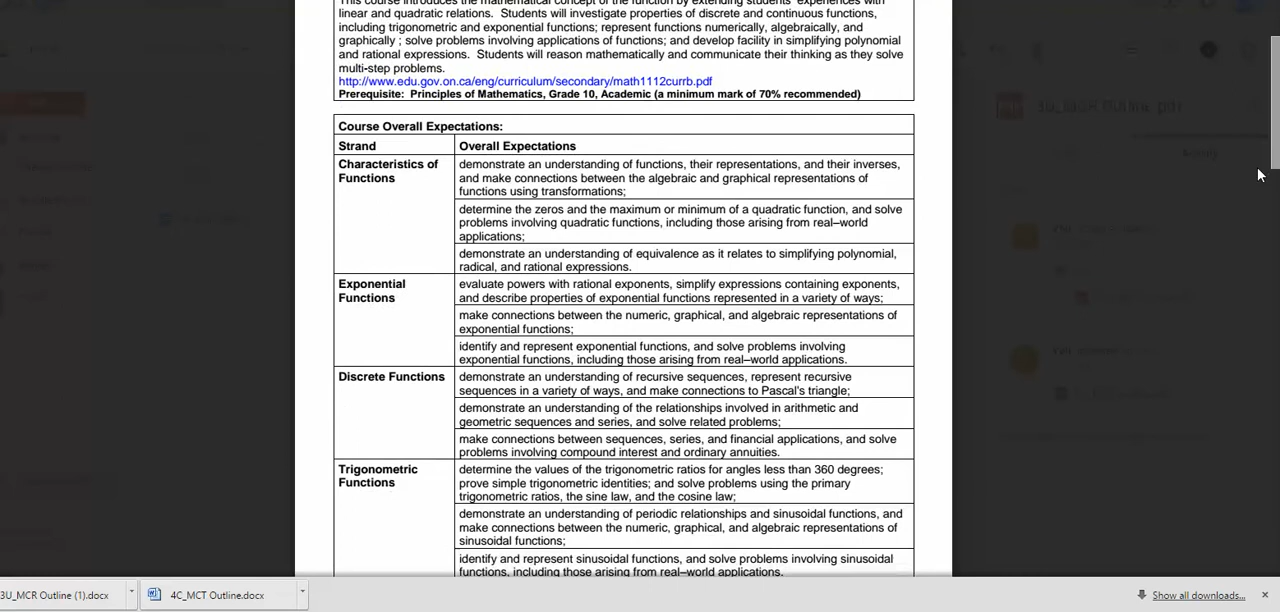 This course introduces the mathematical concept of the function by extending students' experiences with
linear and quadratic relations. Students will investigate properties of discrete and continuous functions,
including trigonometric and exponential functions; represent functions numerically, algebraically, and
graphically ; solve problems involving applications of functions; and develop facility in simplifying polynomial
and rational expressions. Students will reason mathematically and communicate their thinking as they solve
multi-step problems.
http://www.edu.gov.on.ca/eng/curriculum/secondary/math1112currb.pdf
Prerequisite: Principles of Mathematics, Grade 10, Academic (a minimum mark of 70% recommended)
Course Overall Expectations:
Strand Overall Expectations
Characteristics of Functions
demonstrate an understanding of functions, their representations, and their inverses,
and make connections between the algebraic and graphical representations of
functions using transformations;
determine the zeros and the maximum or minimum of a quadratic function, and solve
problems involving quadratic functions, including those arising from real–world
applications;
demonstrate an understanding of equivalence as it relates to simplifying polynomial,
radical, and rational expressions.
Exponential
Functions
evaluate powers with rational exponents, simplify expressions containing exponents,
and describe properties of exponential functions represented in a variety of ways;
make connections between the numeric, graphical, and algebraic representations of
exponential functions;
identify and represent exponential functions, and solve problems involving
exponential functions, including those arising from real–world applications.
Discrete Functions
demonstrate an understanding of recursive sequences, represent recursive
sequences in a variety of ways, and make connections to Pascal's triangle;
demonstrate an understanding of the relationships involved in arithmetic and
geometric sequences and series, and solve related problems;
make connections between sequences, series, and financial applications, and solve
problems involving compound interest and ordinary annuities.
Trigonometric
Functions
determine the values of the trigonometric ratios for angles less than 360 degrees;
prove simple trigonometric identities; and solve problems using the primary
trigonometric ratios, the sine law, and the cosine law;
demonstrate an understanding of periodic relationships and sinusoidal functions, and
make connections between the numeric, graphical, and algebraic representations of
sinusoidal functions;
identify and represent sinusoidal functions, and solve problems involving sinusoidal
functions, including those arising from real–world applications.
3U_MCR Outline (1).docx
4C_MCT Outline.docx
Show all downloads...